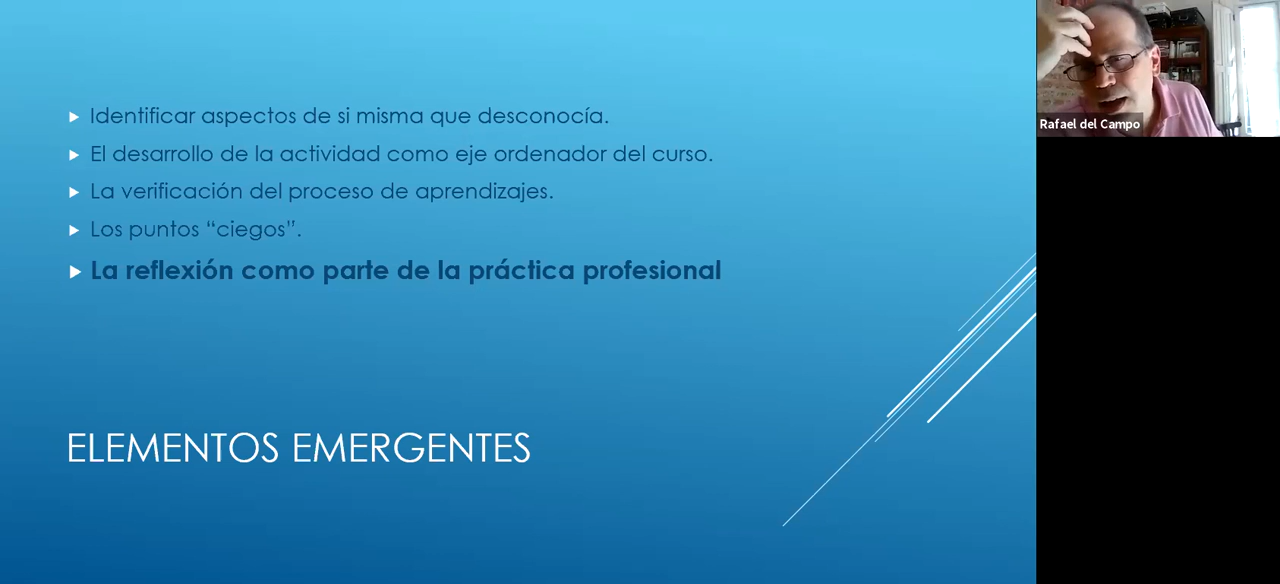 Identificar aspectos de si misma que desconocía.
El desarrollo de la actividad como eje ordenador del curso.
La verificación del proceso de aprendizajes.
Los puntos “ciegos”.
La reflexión como parte de la práctica profesional
ELEMENTOS EMERGENTES
Rafael del Campo